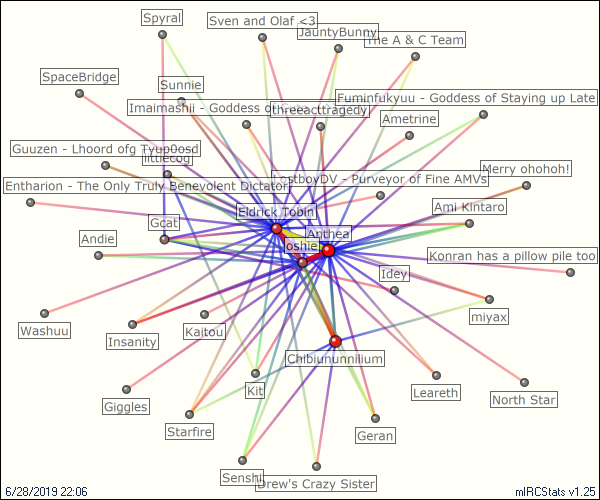 Spyral
Sven and Olaf <3
JauntyBunny
The A & C Team
SpaceBridge
Sunnie
Fuminfukyuu - Goddess of Staying up Late
Imaimashii - Goddess of
threeacttragedy
Ametrine
Guuzen - Lhoord ofg Tyup0osd
littlecog
Merry ohohoh!
LostboyDV - Purveyor of Fine AMVs
Entharion - The Only Truly Benevolent Dictator
Ami Kintaro
Eldrick Tobin
Gcat
Anthea
Andie
Joshie
Konran has a pillow pile too
Idey
miyax
Washuu
Insanity
Kaitou
Chibiununnilium
Kit
Leareth
North Star
Giggles
Starfire
Geran
Senshi
Drew's Crazy Sister
6/28/2019 22:06
mIRCStats v1.25